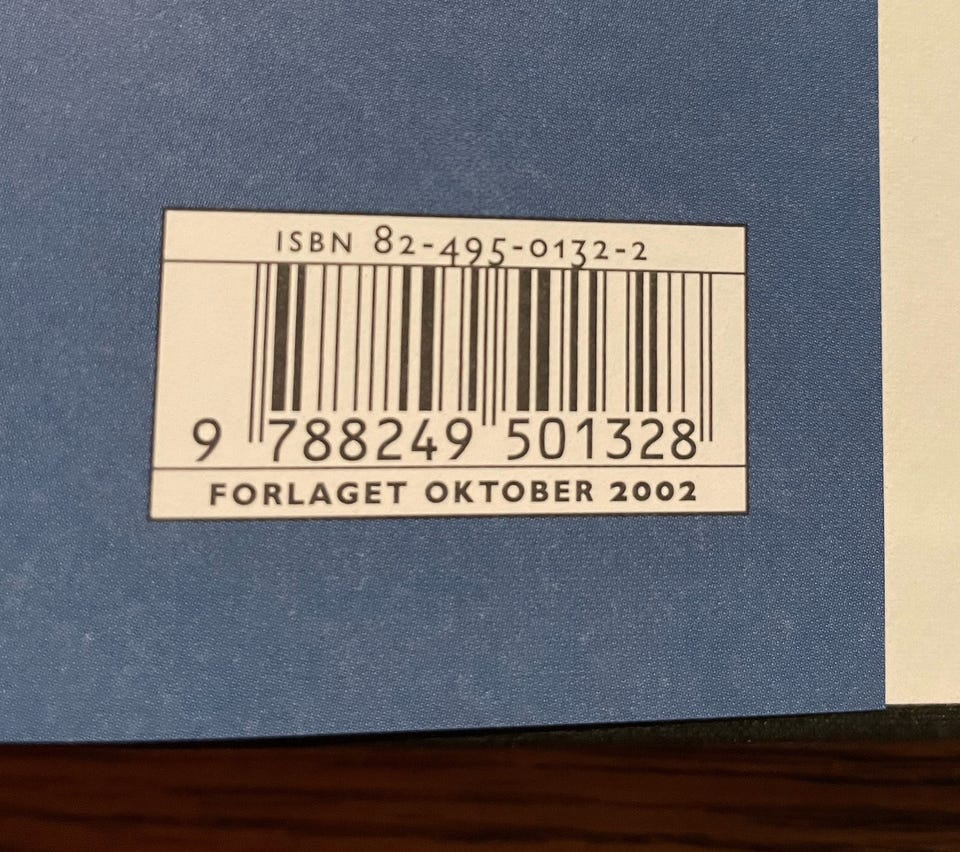 ISBN 82-495-0132-2
9 788249 501328
FORLAGET OKTOBER 2002